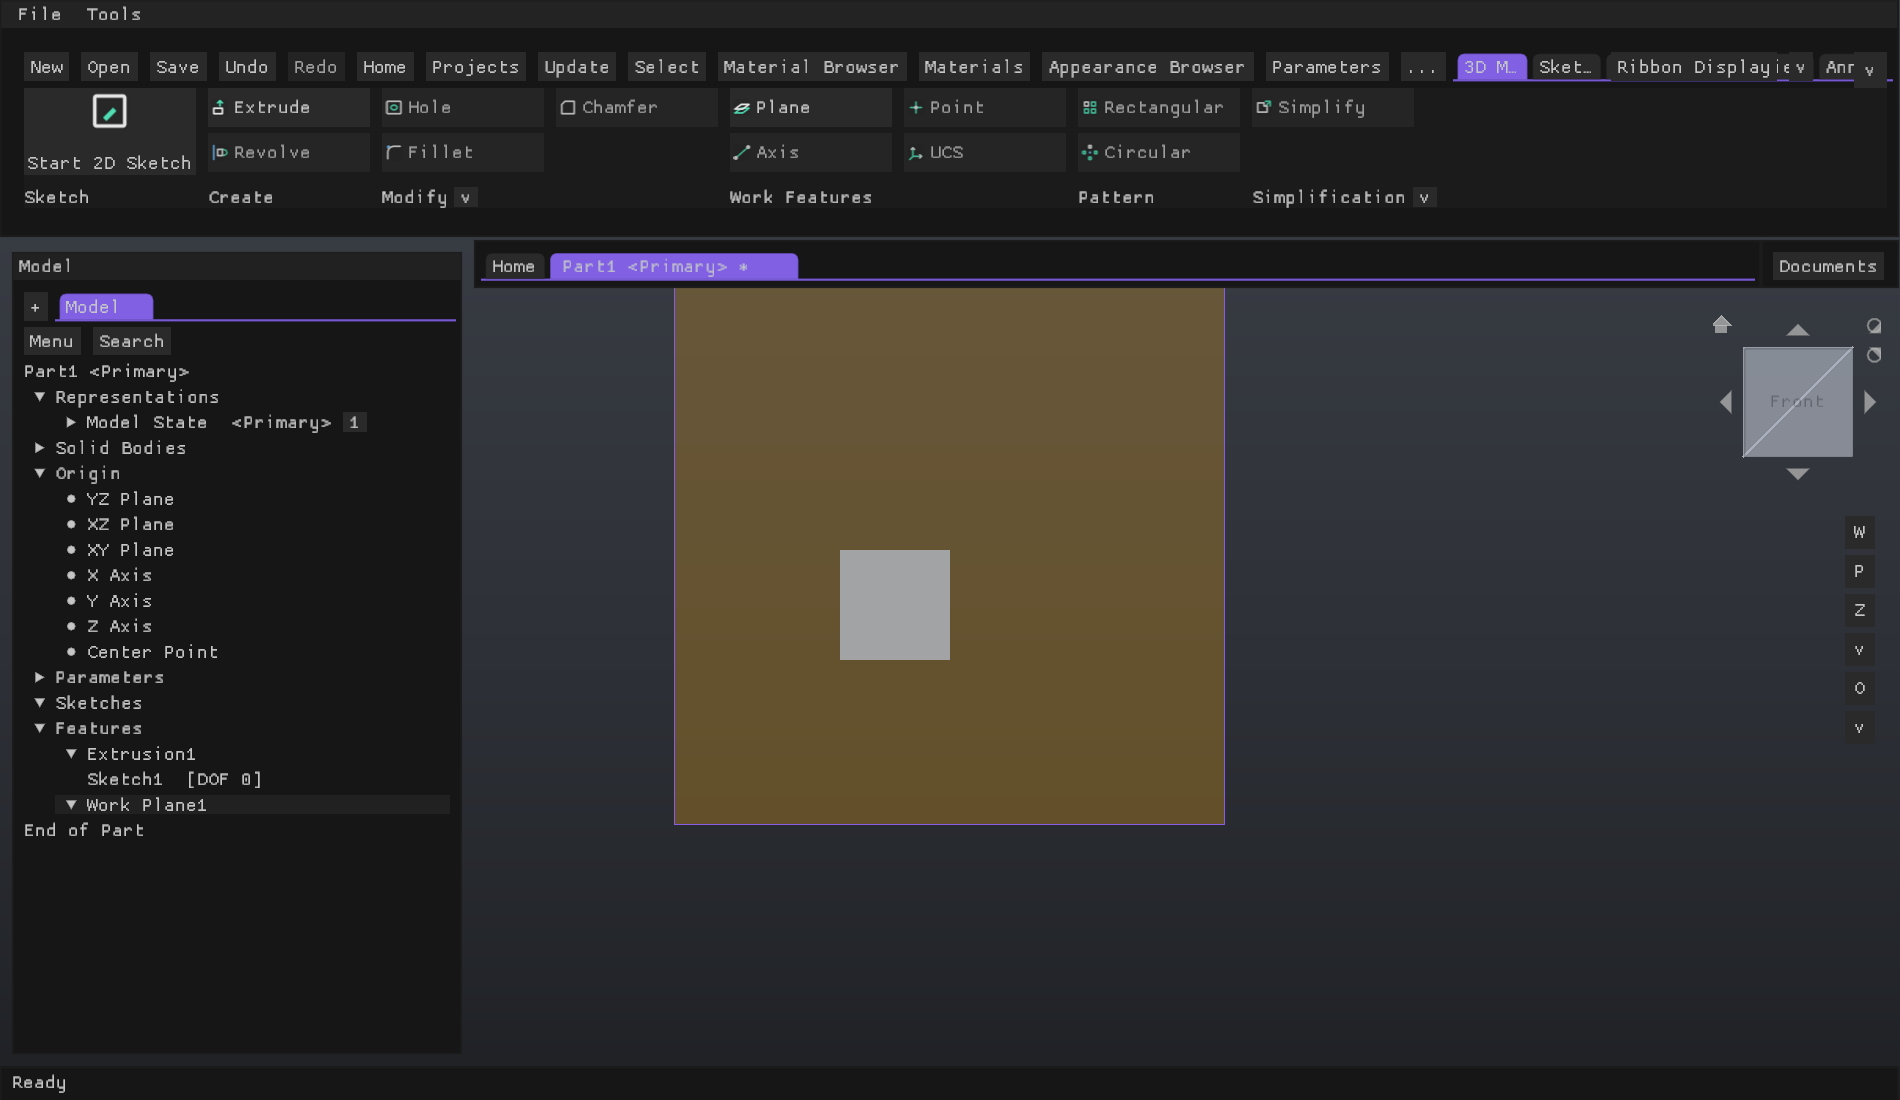 File Tools
New Open Save Undo Redo Home Projects Update Select Material Browser Materials Appearance Browser Parameters ... 3D M… Sket… Ribbon Display v v
Extrude Hole Chamfer Plane Point Rectangular Simplify
Start 2D Sketch Revolve Fillet Axis UCS Circular
Sketch Create Modify v Work Features Pattern Simplification v
Model
Home Part1 <Primary> * Documents
+ Model
Menu Search
Part1 <Primary>
Representations
Model State <Primary> 1
Solid Bodies
Origin
YZ Plane
XZ Plane
XY Plane
X Axis
Y Axis
Z Axis
Center Point
Parameters
Sketches
Features
Extrusion1
Sketch1 [DOF 0]
Work Plane1
End of Part
Front
W
P
Z
v
O
v
Ready